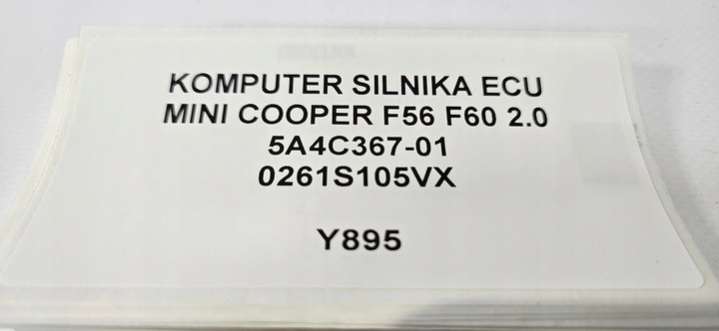 KOMPUTER SILNIKA ECU
MINI COOPER F56 F60 2.0
5A4C367-01
0261S105VX
Y895